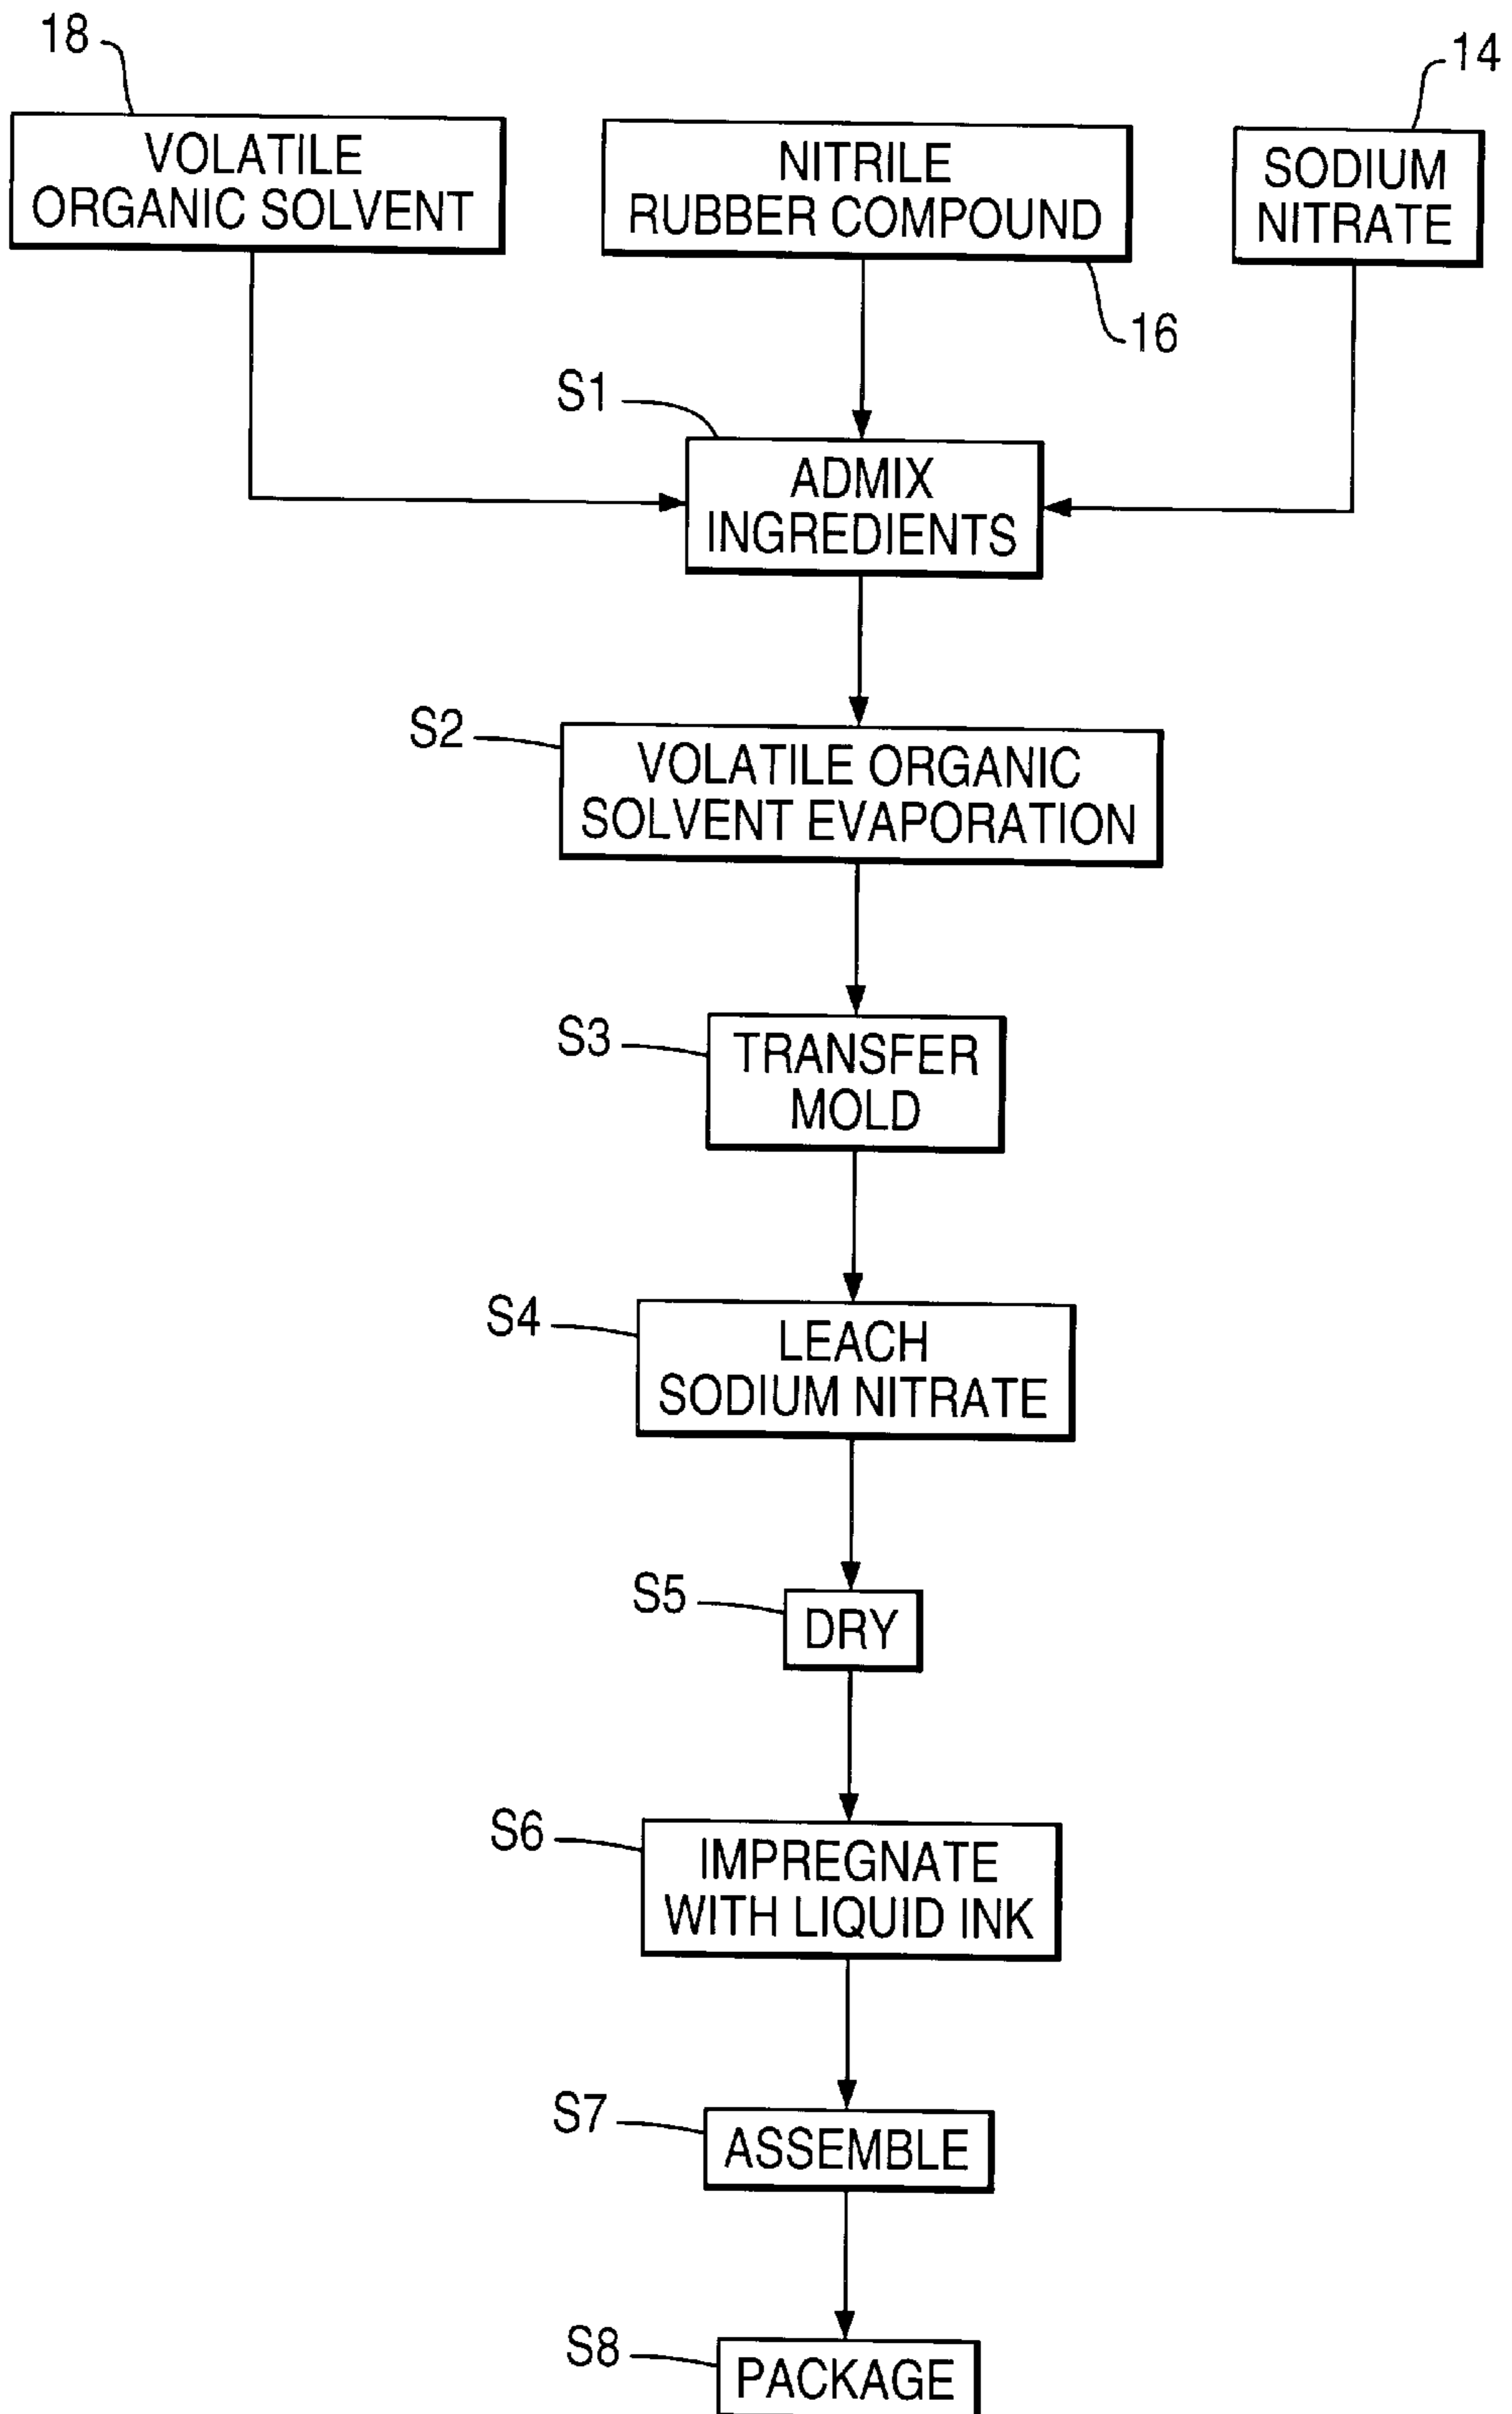 18
14
VOLATILE
ORGANIC SOLVENT
NITRILE
RUBBER COMPOUND
SODIUM
NITRATE
16
S1
ADMIX
INGREDIENTS
S2
VOLATILE ORGANIC
SOLVENT EVAPORATION
S3
TRANSFER
MOLD
S4
LEACH
SODIUM NITRATE
S5
DRY
S6
IMPREGNATE
WITH LIQUID INK
S7
ASSEMBLE
S8
PACKAGE